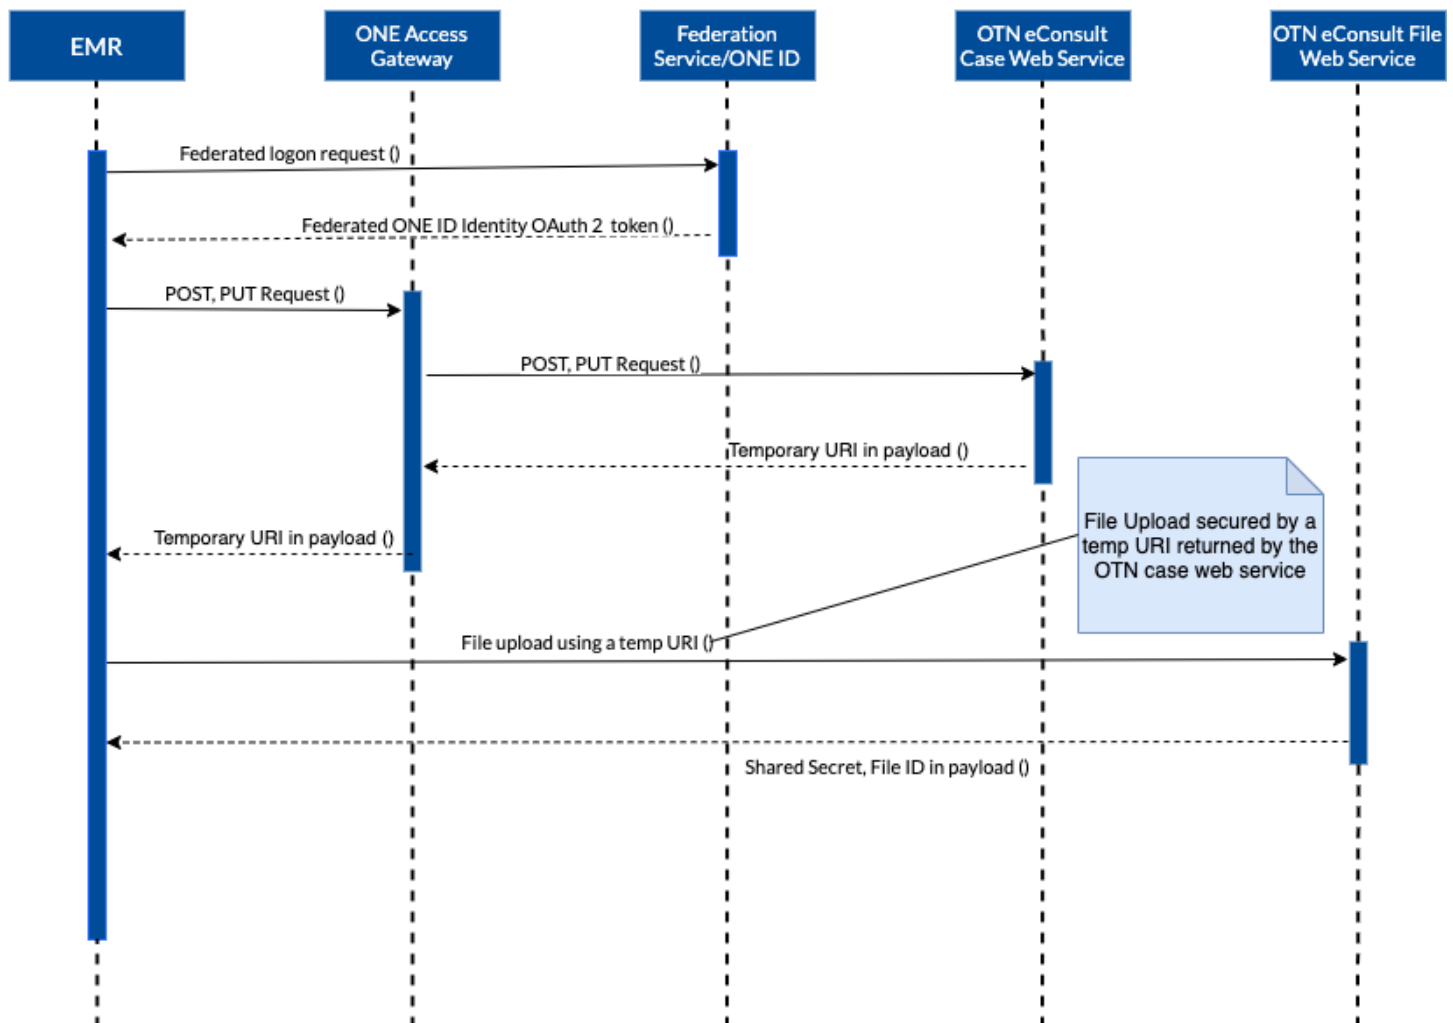 EMR
ONE Access
Gateway
Federation
Service/ONE ID
OTN eConsult
Case Web Service
OTN eConsult File
Web Service
Federated logon request ()
Federated ONE ID Identity OAuth 2 token ()
POST, PUT Request ()
POST, PUT Request ()
Temporary URI in payload ()
File Upload secured by a
temp URI returned by the
OTN case web service
Temporary URI in payload ()
File upload using a temp URI ()
Shared Secret, File ID in payload ()